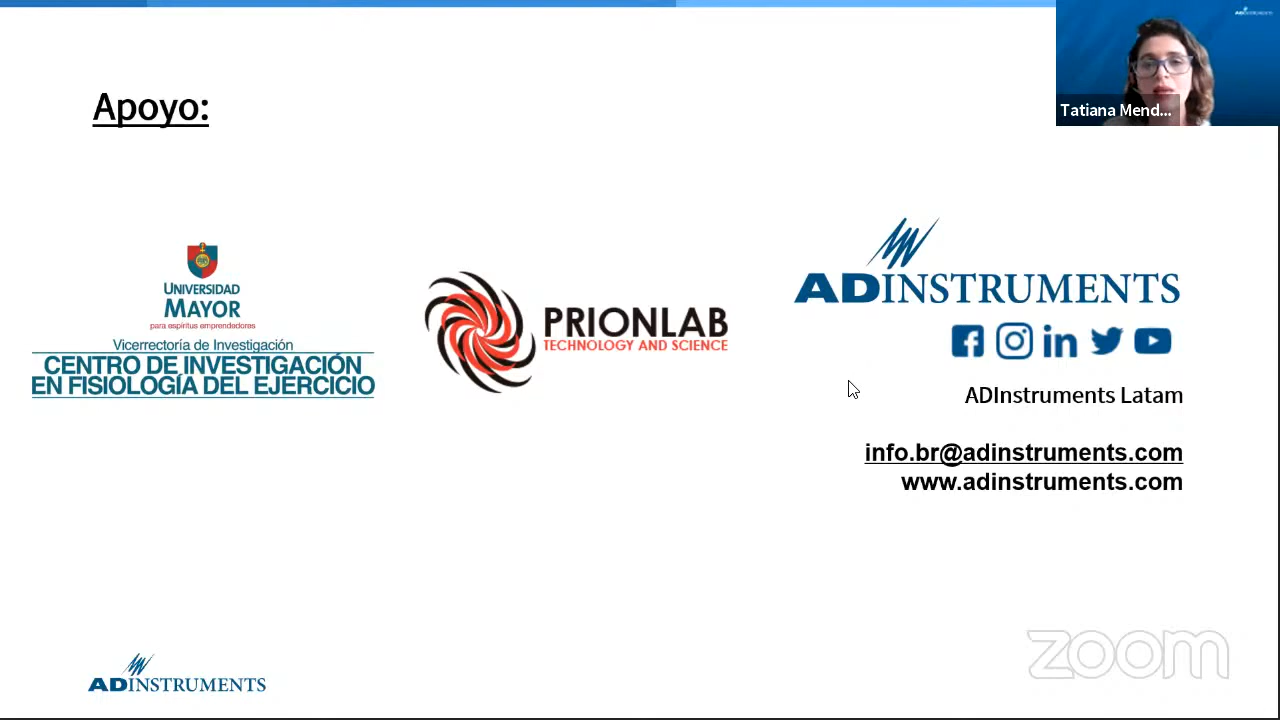 Apoyo:
ADINSTRUMENTS
Tatiana Mend...
UNIVERSIDAD
MAYOR
para espíritus emprendedores
Vicerrectoría de Investigación
CENTRO DE INVESTIGACIÓN
EN FISIOLOGÍA DEL EJERCICIO
PRIONLAB
TECHNOLOGY AND SCIENCE
ADINSTRUMENTS
ADInstruments Latam
info.br@adinstruments.com
www.adinstruments.com
ADINSTRUMENTS
zoom